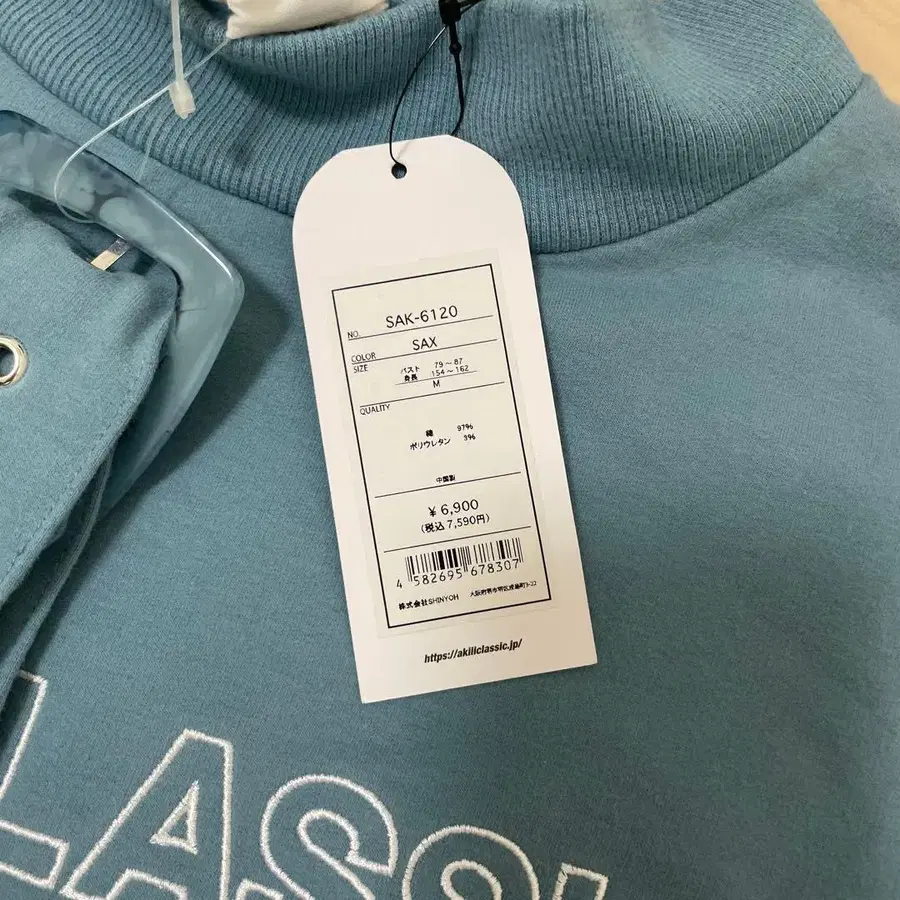 NO. SAK-6120
COLOR SAX
SIZE バスト 79～87
身長 154～162
M
QUALITY
綿 97%
ポリウレタン 3%
中国製
¥6,900
(税込 7,590円)
4 582695 678307
株式会社SHINYOH
https://akiliclassic.jp/
LASSI